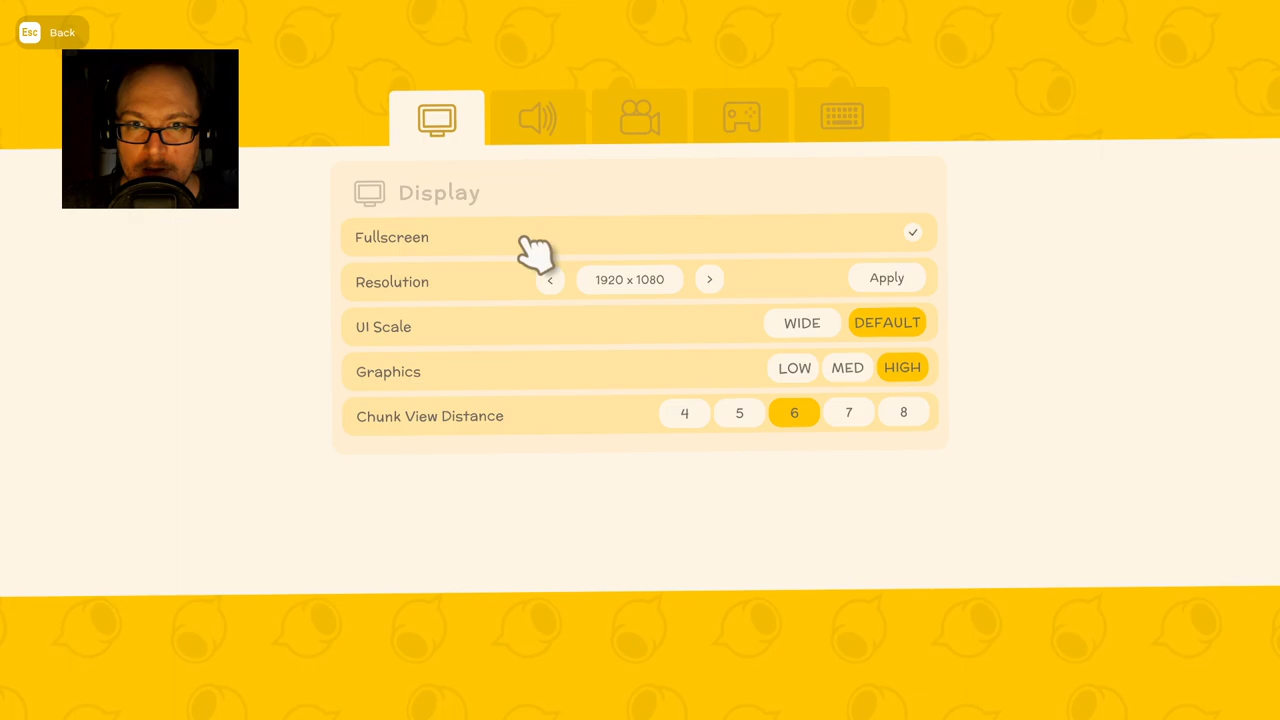 Esc Back
Display
Fullscreen
Resolution < 1920 x 1080 > Apply
UI Scale WIDE DEFAULT
Graphics LOW MED HIGH
Chunk View Distance 4 5 6 7 8